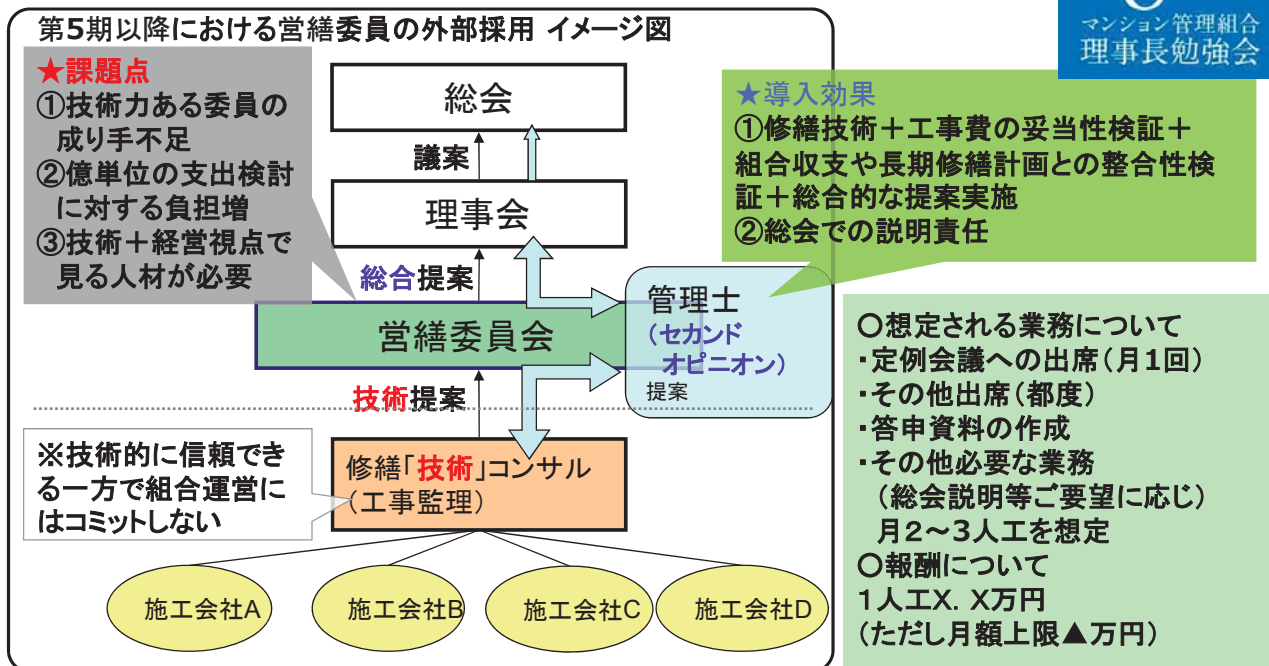 第5期以降における営繕委員の外部採用 イメージ図
マンション管理組合
理事長勉強会
★課題点
①技術力ある委員の
成り手不足
②億単位の支出検討
に対する負担増
③技術＋経営視点で
見る人材が必要
総会
議案
理事会
総合提案
営繕委員会
技術提案
★導入効果
①修繕技術＋工事費の妥当性検証＋
組合収支や長期修繕計画との整合性検
証＋総合的な提案実施
②総会での説明責任
管理士
（セカンド
オピニオン）
提案
※技術的に信頼でき
る一方で組合運営に
はコミットしない
修繕「技術」コンサル
（工事監理）
施工会社A
施工会社B
施工会社C
施工会社D
○想定される業務について
・定例会議への出席（月1回）
・その他出席（都度）
・答申資料の作成
・その他必要な業務
（総会説明等ご要望に応じ）
月２～３人工を想定
○報酬について
１人工X．X万円
（ただし月額上限▲万円）